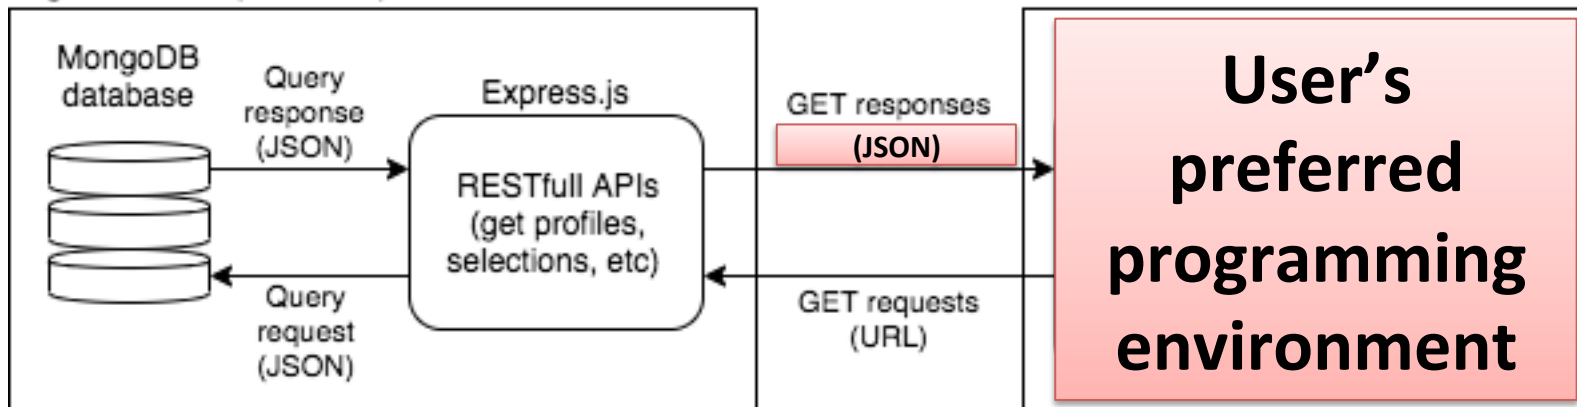 MongoDB
database
Query
response
(JSON)
Express.js
RESTfull APIs
(get profiles,
selections, etc)
Query
request
(JSON)
GET responses
(JSON)
GET requests
(URL)
User’s
preferred
programming
environment